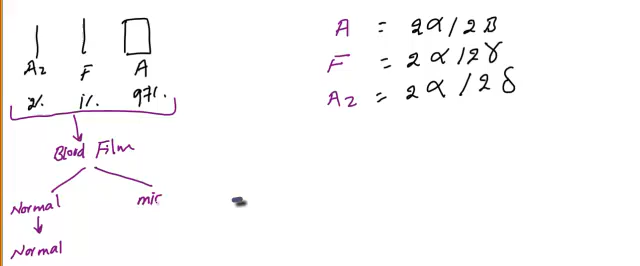 A₂ F A
2% 1% 97%
Blood Film
Normal mic
Normal
A = 2α/2β
F = 2α/2γ
A₂ = 2α/2δ